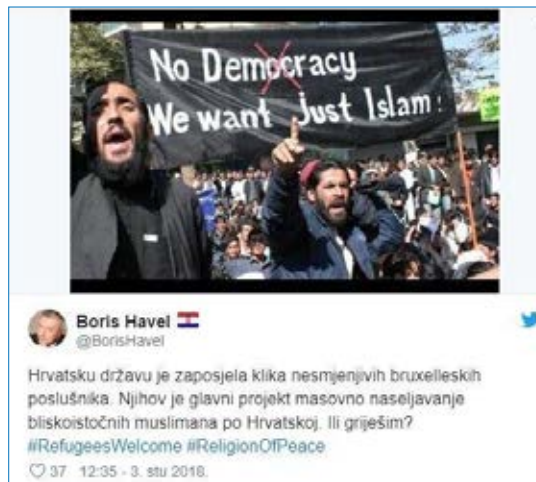 No Democracy
We want Just Islam!
Boris Havel
@BorisHavel
Hrvatsku državu je zaposjela klika nesmjenjivih bruxelleskih
poslušnika. Njihov je glavni projekt masovno naseljavanje
bliskoistočnih muslimana po Hrvatskoj. Ili griješim?
#RefugeesWelcome #ReligionOfPeace
37 12:35 - 3. stu 2018.